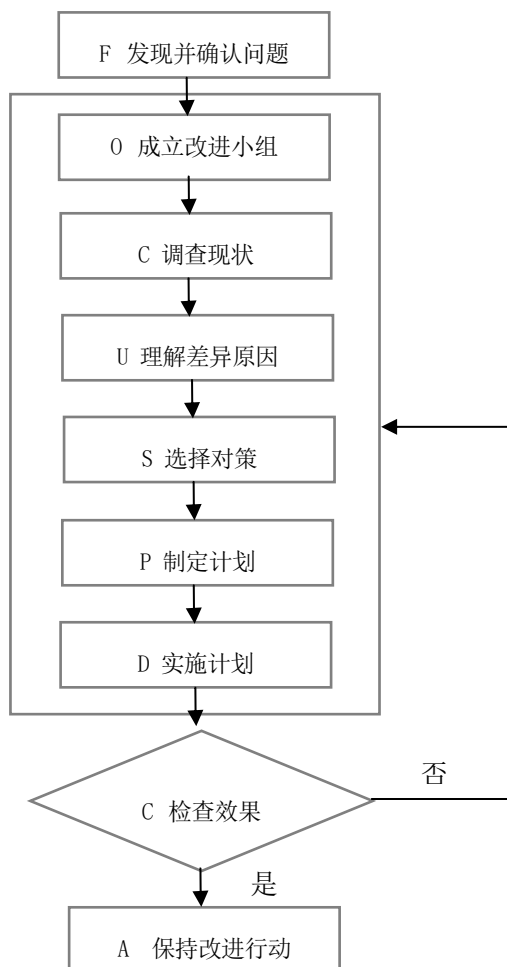 F 发现并确认问题
O 成立改进小组
C 调查现状
U 理解差异原因
S 选择对策
P 制定计划
D 实施计划
否
C 检查效果
是
A 保持改进行动